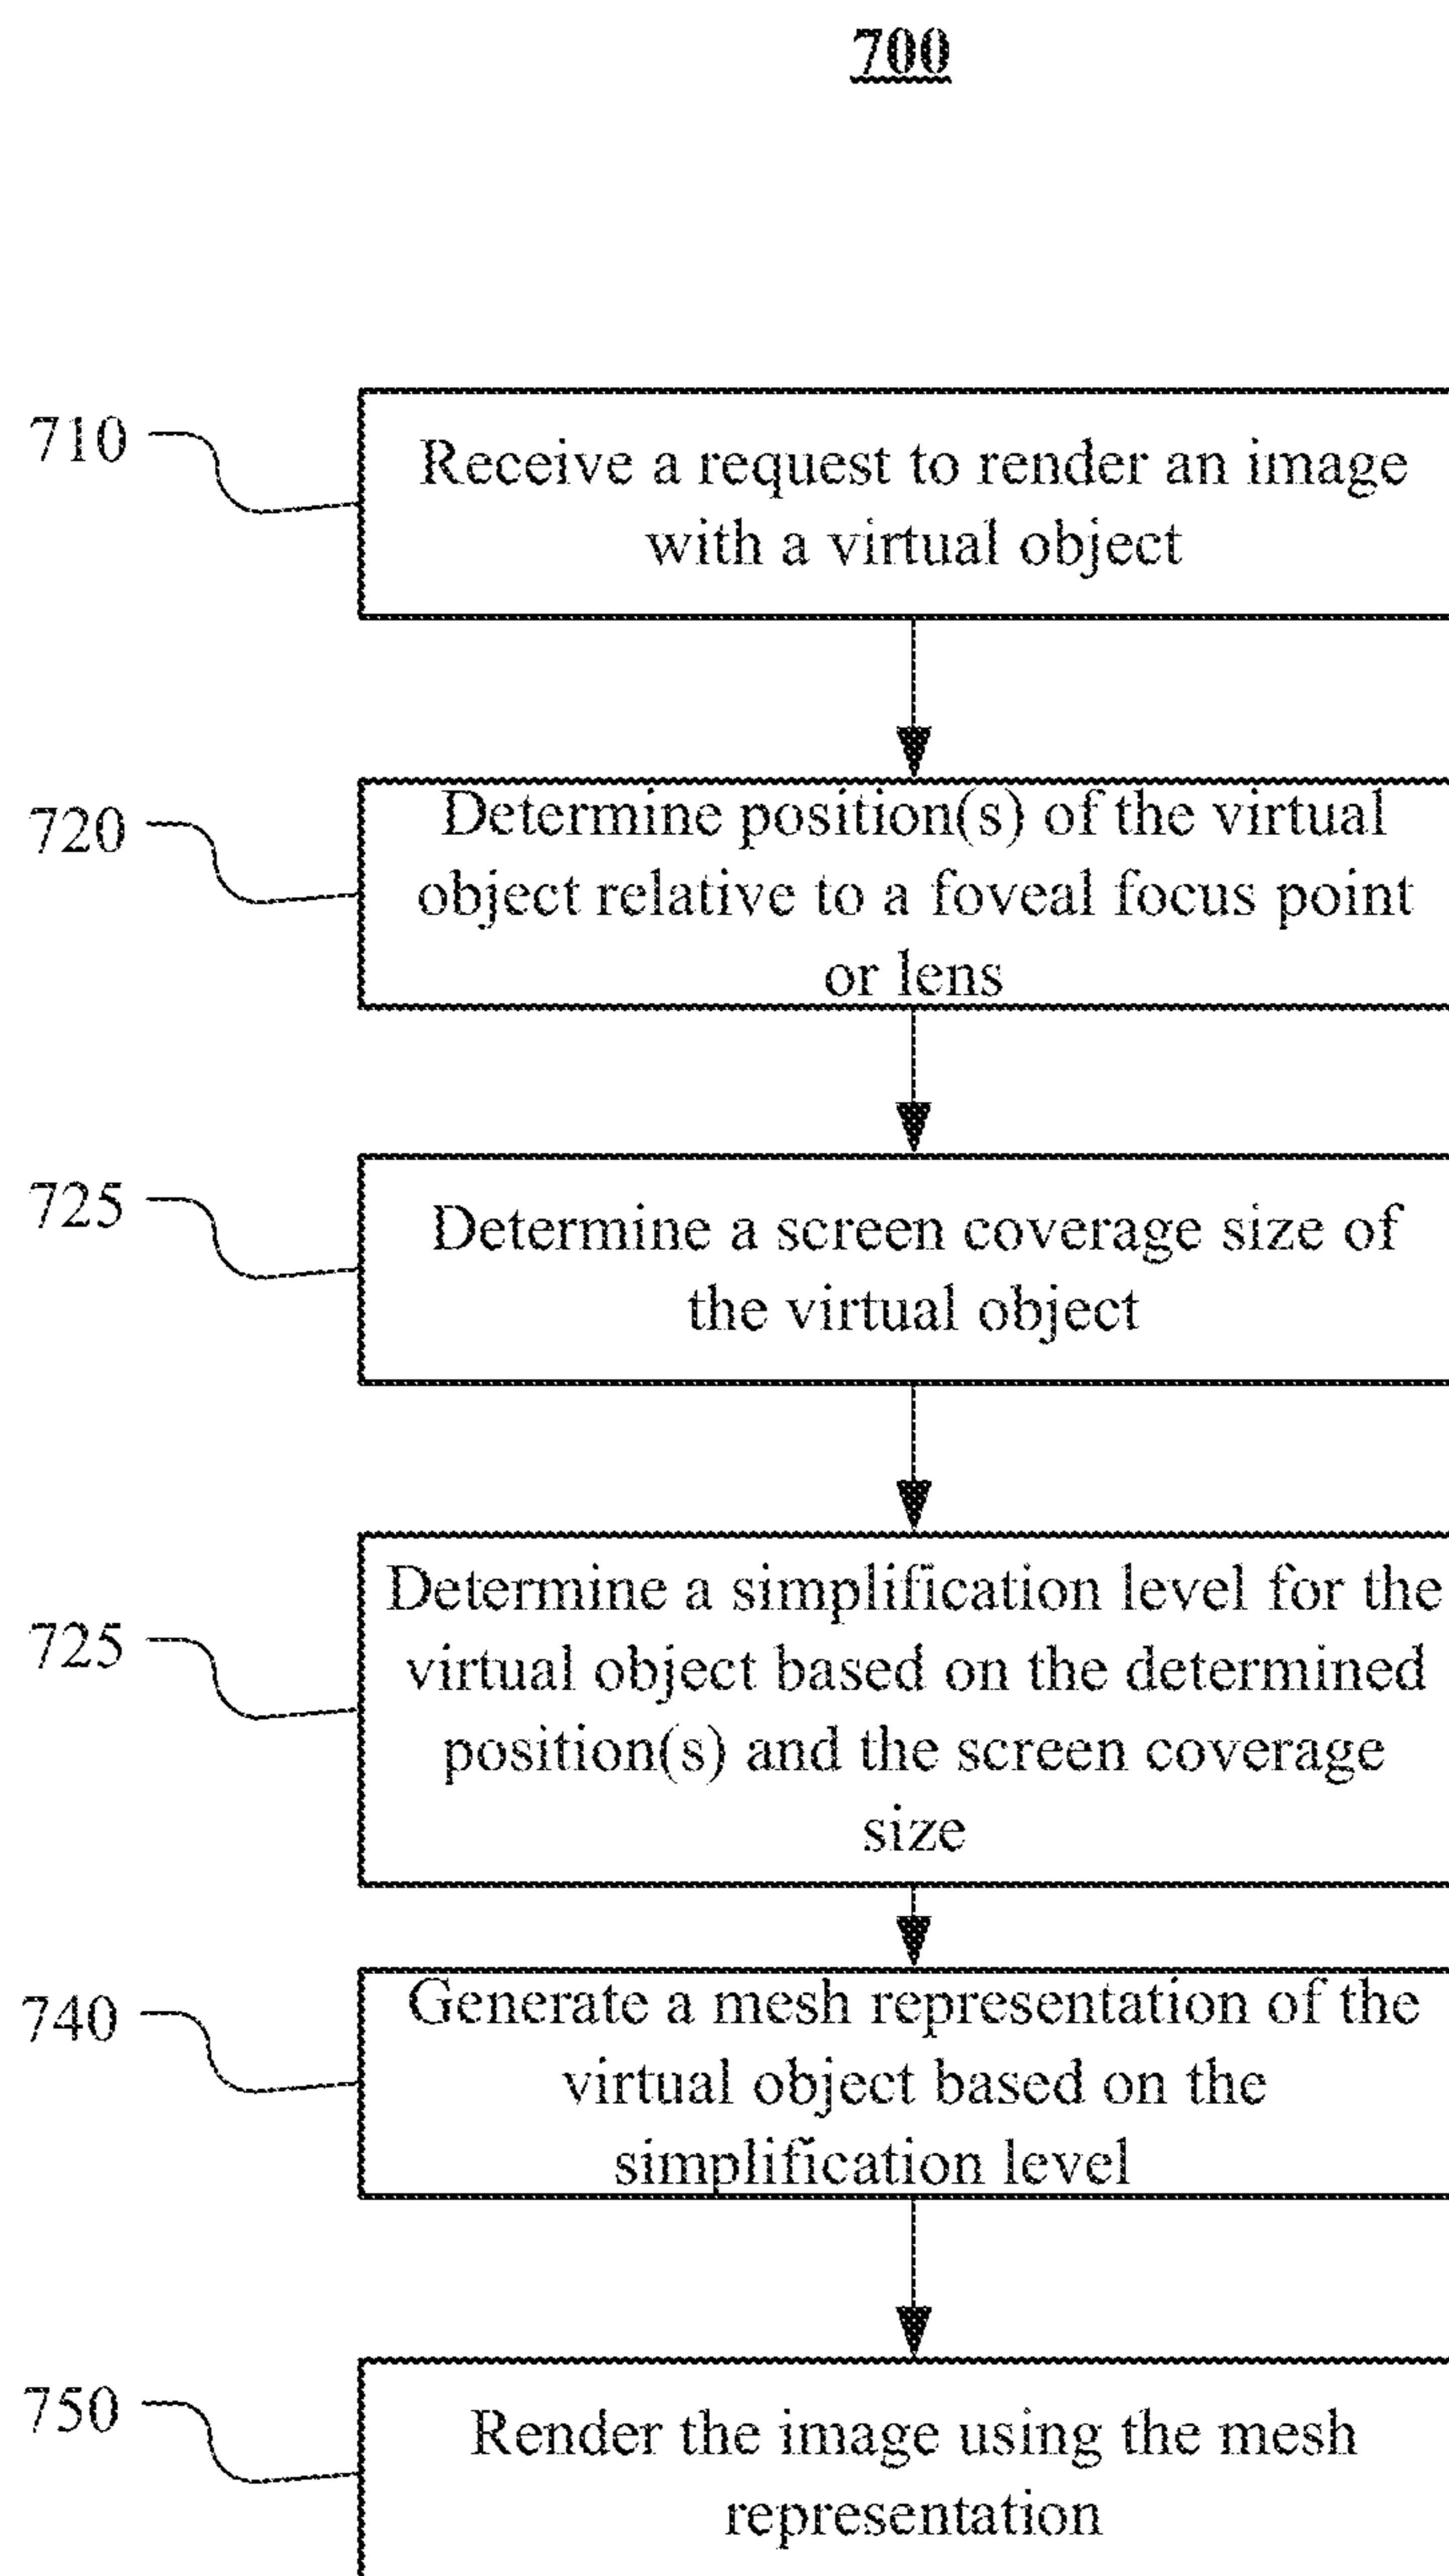 700
710
Receive a request to render an image
with a virtual object
720
Determine position(s) of the virtual
object relative to a foveal focus point
or lens
725
Determine a screen coverage size of
the virtual object
725
Determine a simplification level for the
virtual object based on the determined
position(s) and the screen coverage
size
740
Generate a mesh representation of the
virtual object based on the
simplification level
750
Render the image using the mesh
representation